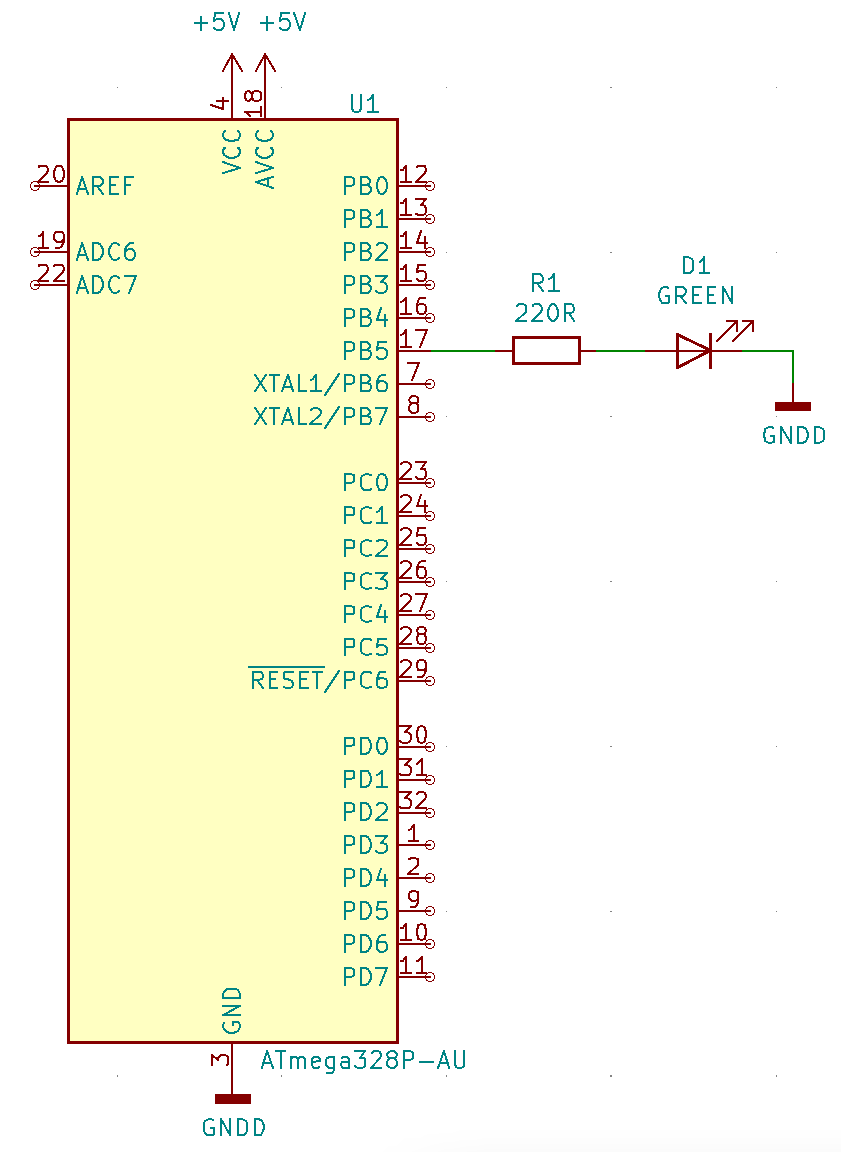 +5V +5V
4 18 U1
VCC AVCC
20 AREF PB0 12
PB1 13
19 ADC6 PB2 14
22 ADC7 PB3 15
PB4 16
PB5 17
XTAL1/PB6 7
XTAL2/PB7 8
R1
220R
D1
GREEN
GNDD
PC0 23
PC1 24
PC2 25
PC3 26
PC4 27
PC5 28
RESET/PC6 29
PD0 30
PD1 31
PD2 32
PD3 1
PD4 2
PD5 9
PD6 10
PD7 11
GND
3 ATmega328P-AU
GNDD